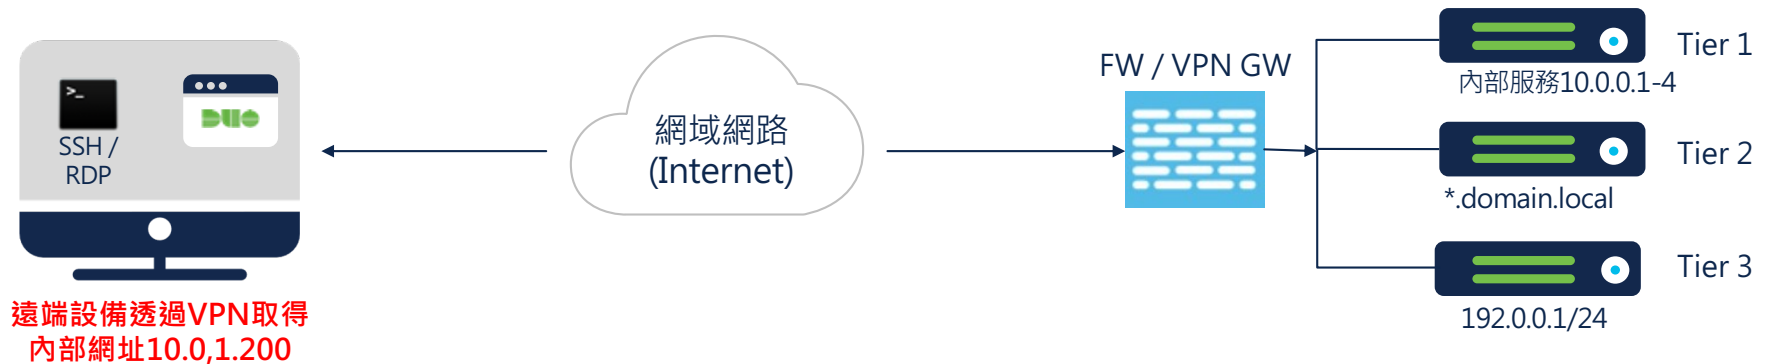 >_
SSH /
RDP
DUO
遠端設備透過VPN取得
內部網址10.0,1.200
網域網路
(Internet)
FW / VPN GW
Tier 1
內部服務10.0.0.1-4
Tier 2
*.domain.local
Tier 3
192.0.0.1/24